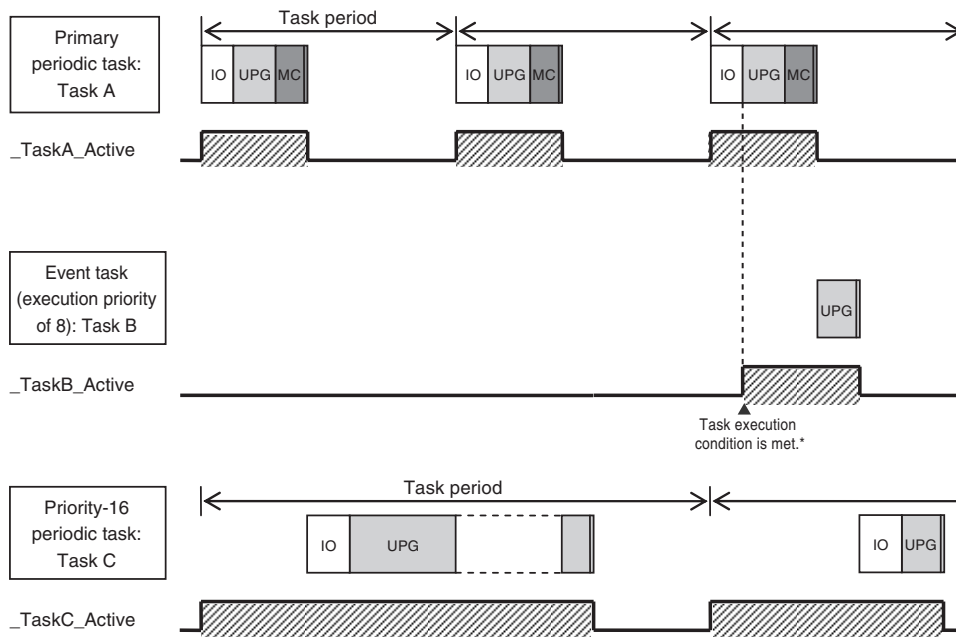 Task period
Primary
periodic task:
Task A
IO UPG MC IO UPG MC IO UPG MC
_TaskA_Active
Event task
(execution priority
of 8): Task B
UPG
_TaskB_Active
Task execution
condition is met.*
Task period
Priority-16
periodic task:
Task C
IO UPG IO UPG
_TaskC_Active